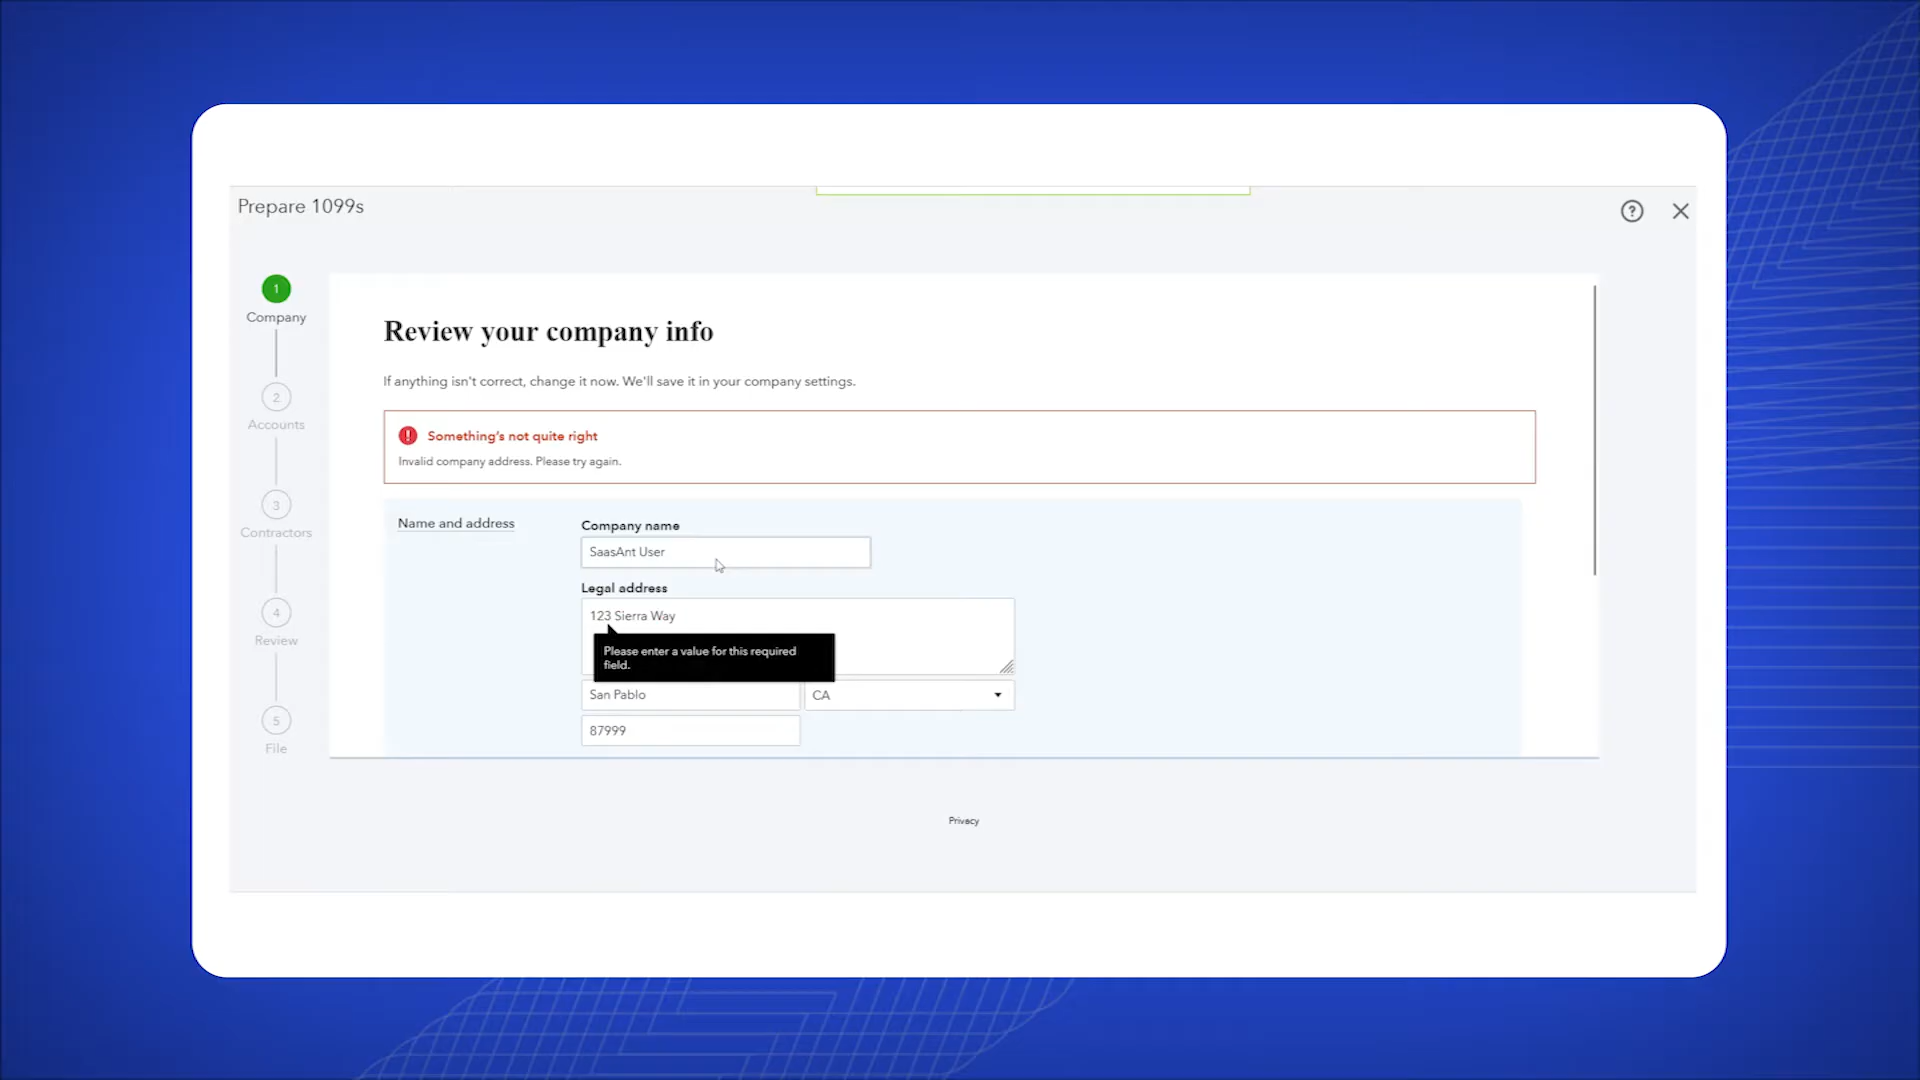 Prepare 1099s
?
1
Company
2
Accounts
3
Contractors
4
Review
5
File
Review your company info
If anything isn't correct, change it now. We'll save it in your company settings.
!
Something's not quite right
Invalid company address. Please try again.
Name and address
Company name
SaasAnt User
Legal address
123 Sierra Way
Please enter a value for this required
field.
San Pablo
CA
87999
Privacy